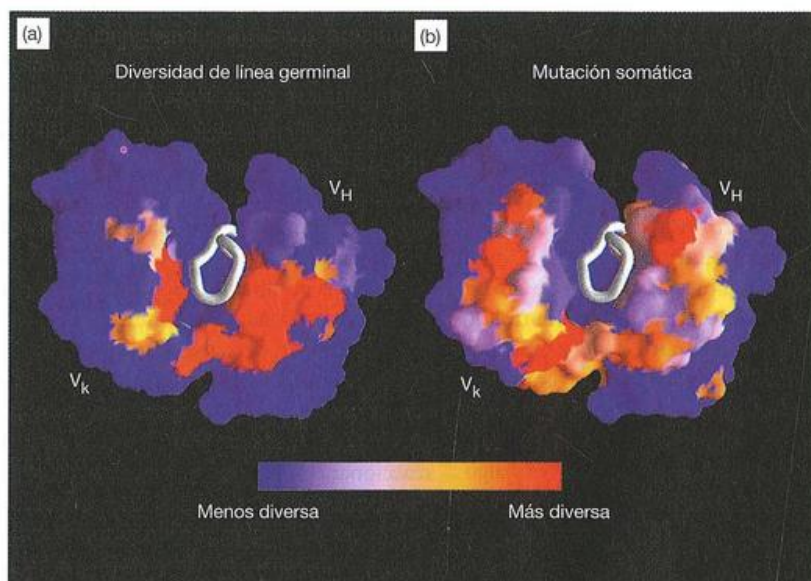 (a)
Diversidad de línea germinal
V_H
V_k
(b)
Mutación somática
V_H
V_k
Menos diversa
Más diversa